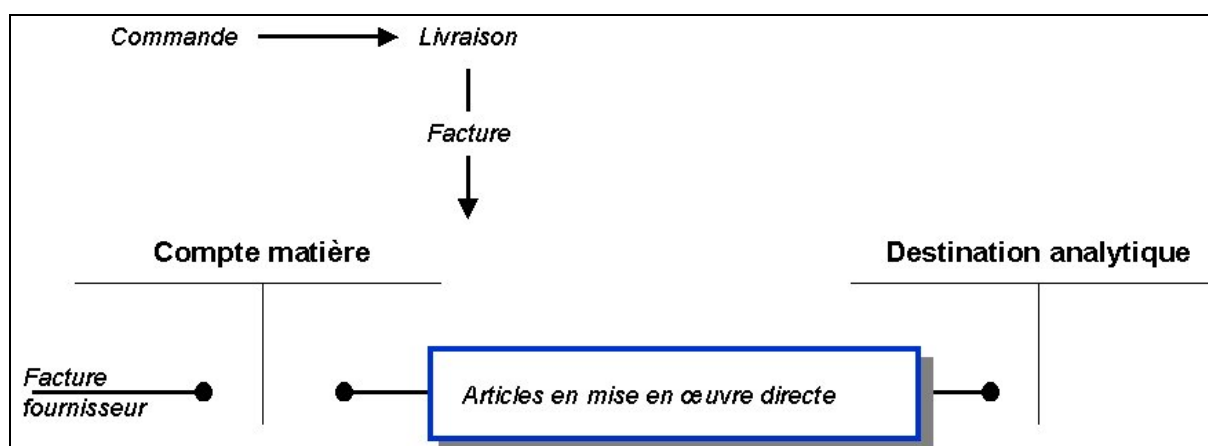 Commande
Livraison
Facture
Compte matière
Destination analytique
Facture
fournisseur
Articles en mise en œuvre directe